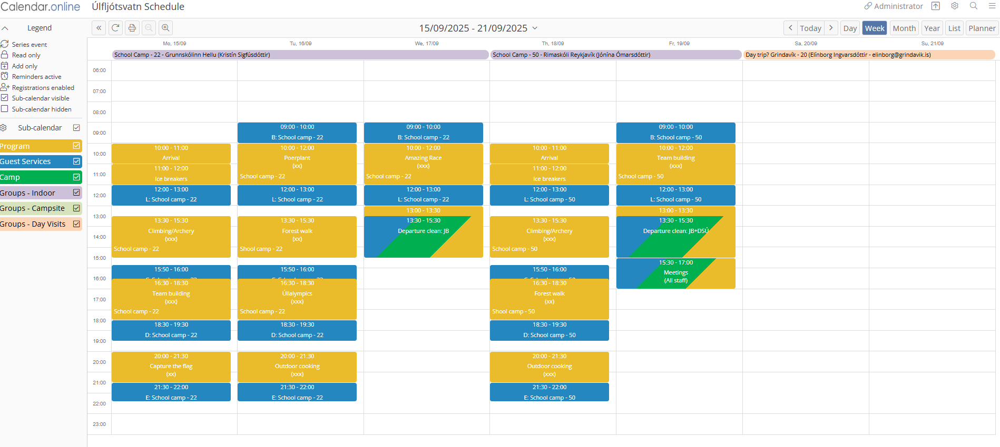 Calendar.online
Úlfljótsvatn Schedule
Administrator
Legend
Series event
Read only
Add only
Reminders active
Registrations enabled
Sub-calendar visible
Sub-calendar hidden
Sub-calendar
Program
Guest Services
Camp
Groups - Indoor
Groups - Campsite
Groups - Day Visits
15/09/2025 - 21/09/2025
Today
Day
Week
Month
Year
List
Planner
Mo, 15/09
Tu, 16/09
We, 17/09
Th, 18/09
Fr, 19/09
Sa, 20/09
Su, 21/09
School Camp - 22 - Grunnskólinn Hellu (Kristín Sigfúsdóttir)
School Camp - 50 - Rimaskóli Reykjavík (Jónína Ómarsdóttir)
Day trip? Grindavík - 20 (Elínborg Ingvarsdóttir - elinborg@grindavik.is)
06:00
07:00
08:00
09:00
10:00
11:00
12:00
13:00
14:00
15:00
16:00
17:00
18:00
19:00
20:00
21:00
22:00
23:00
10:00 - 11:00
Arrival
11:00 - 12:00
Ice breakers
12:00 - 13:00
L: School camp - 22
13:30 - 15:30
Climbing/Archery
(xxx)
School camp - 22
15:50 - 16:00
16:30 - 18:30
Team building
(xxx)
School camp - 22
18:30 - 19:30
D: School camp - 22
20:00 - 21:30
Capture the flag
(xx)
21:30 - 22:00
E: School camp - 22
09:00 - 10:00
B: School camp - 22
10:00 - 12:00
Poerplant
(xx)
School camp - 22
12:00 - 13:00
L: School camp - 22
13:30 - 15:30
Forest walk
(xx)
Shool camp - 22
15:50 - 16:00
16:30 - 18:30
Úllalympics
(xxx)
School camp - 22
18:30 - 19:30
D: School camp - 22
20:00 - 21:30
Outdoor cooking
(xxx)
21:30 - 22:00
E: School camp - 22
09:00 - 10:00
B: School camp - 22
10:00 - 12:00
Amazing Race
(xxx)
School camp - 22
12:00 - 13:00
L: School camp - 22
13:00 - 13:30
13:30 - 15:30
Departure clean: JB
10:00 - 11:00
Arrival
11:00 - 12:00
Ice breakers
12:00 - 13:00
L: School camp - 50
13:30 - 15:30
Climbing/Archery
(xxx)
School camp - 50
15:50 - 16:00
16:30 - 18:30
Forest walk
(xx)
Shool camp - 50
18:30 - 19:30
D: School camp - 50
20:00 - 21:30
Outdoor cooking
(xxx)
21:30 - 22:00
E: School camp - 50
09:00 - 10:00
B: School camp - 50
10:00 - 12:00
Team building
(xxx)
School camp - 50
12:00 - 13:00
L: School camp - 50
13:00 - 13:30
13:30 - 15:30
Departure clean: JB+DSÚ
15:30 - 17:00
Meetings
(All staff)